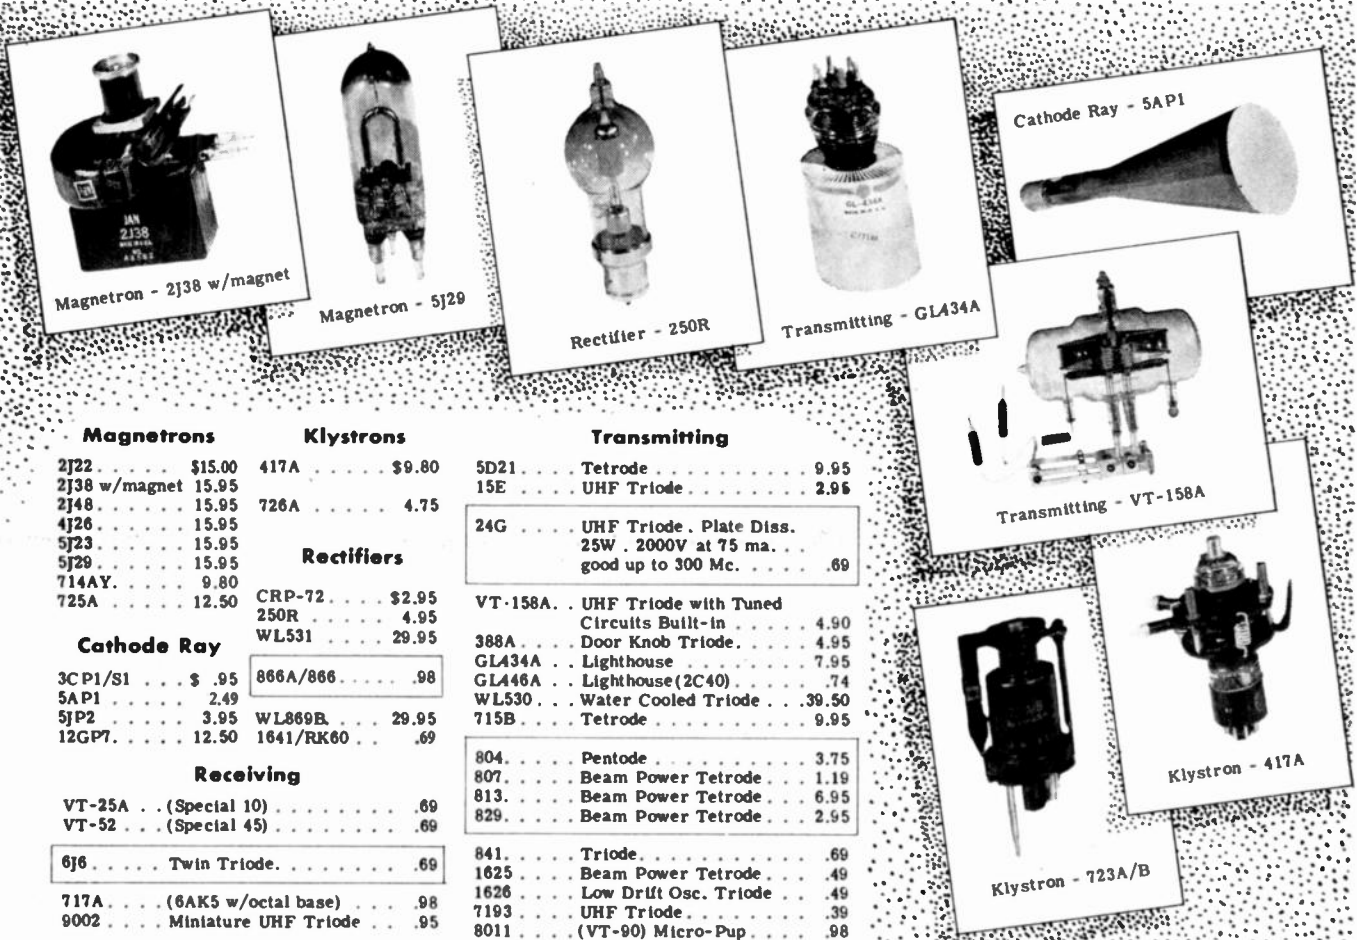 JAN
2J38
Magnetron - 2J38 w/magnet
Magnetron - 5J29
Rectifier - 250R
GL-434A
Transmitting - GL434A
Cathode Ray - 5AP1
Transmitting - VT-158A
Klystron - 417A
Klystron - 723A/B
Magnetrons
2J22 . . . . . $15.00
2J38 w/magnet 15.95
2J48 . . . . . . 15.95
4J26 . . . . . . 15.95
5J23 . . . . . . 15.95
5J29 . . . . . . 15.95
714AY. . . . . 9.80
725A . . . . . . 12.50
Cathode Ray
3CP1/S1 . . . $ .95
5AP1 . . . . . 2.49
5JP2 . . . . . 3.95
12GP7. . . . . 12.50
Klystrons
417A . . . . . $9.80
726A . . . . . 4.75
Rectifiers
CRP-72 . . . . $2.95
250R . . . . . . 4.95
WL531 . . . . 29.95
866A/866 . . . . . .98
WL869B. . . . 29.95
1641/RK60 . . .69
Receiving
VT-25A . . (Special 10) . . . . . . . . .69
VT-52 . . . (Special 45) . . . . . . . . .69
6J6 . . . . . Twin Triode. . . . . . . .69
717A . . . . (6AK5 w/octal base) . . . .98
9002 . . . . Miniature UHF Triode . . .95
Transmitting
5D21 . . . . Tetrode . . . . . . . . . 9.95
15E . . . . UHF Triode . . . . . . . 2.95
24G . . . . UHF Triode . Plate Diss.
25W . 2000V at 75 ma. . .
good up to 300 Mc. . . . . .69
VT-158A. . UHF Triode with Tuned
Circuits Built-in . . . . . 4.90
388A . . . . Door Knob Triode. . . . . 4.95
GL434A . . Lighthouse . . . . . . . 7.95
GL446A . . Lighthouse(2C40) . . . . . .74
WL530 . . . Water Cooled Triode . . .39.50
715B . . . . Tetrode . . . . . . . . . 9.95
804. . . . . Pentode . . . . . . . . . 3.75
807 . . . . . Beam Power Tetrode . . . 1.19
813. . . . . Beam Power Tetrode . . . 6.95
829. . . . . Beam Power Tetrode . . . 2.95
841. . . . . Triode. . . . . . . . . . .69
1625 . . . . Beam Power Tetrode . . . .49
1626 . . . . Low Drift Osc. Triode . . .49
7193 . . . . UHF Triode. . . . . . . . .39
8011 . . . . (VT-90) Micro-Pup . . . . .98